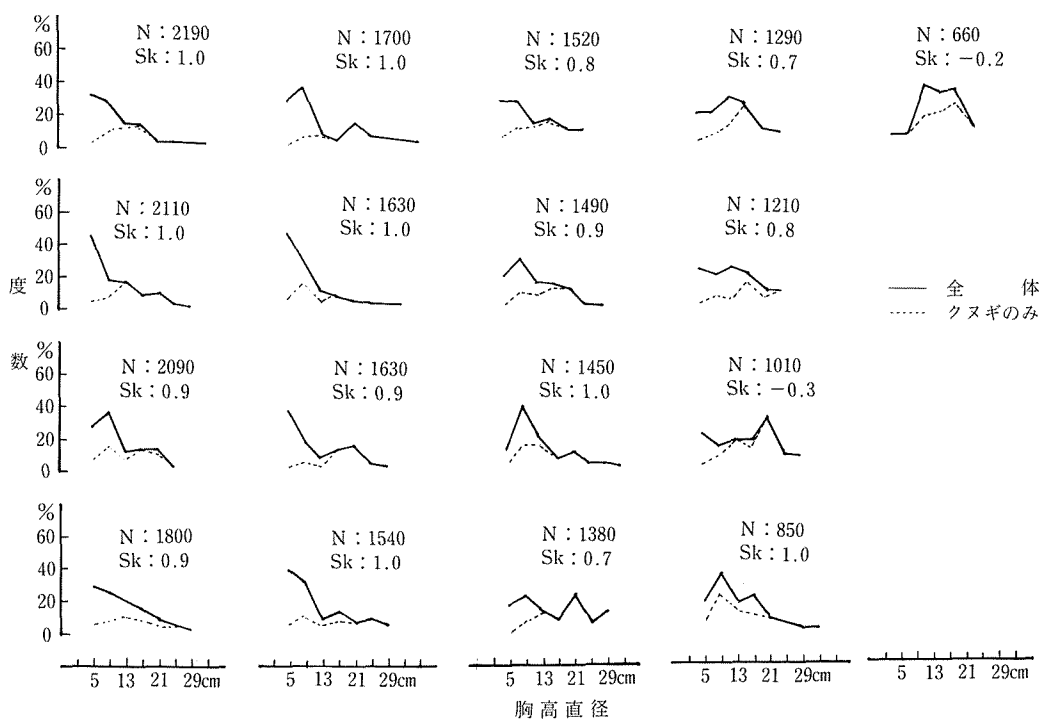 %
60
40
20
0
N：2190
Sk：1.0
N：1700
Sk：1.0
N：1520
Sk：0.8
N：1290
Sk：0.7
N：660
Sk：−0.2
%
60
40
20
0
N：2110
Sk：1.0
N：1630
Sk：1.0
N：1490
Sk：0.9
N：1210
Sk：0.8
度
数
全　体
クヌギのみ
%
60
40
20
0
N：2090
Sk：0.9
N：1630
Sk：0.9
N：1450
Sk：1.0
N：1010
Sk：−0.3
%
60
40
20
0
N：1800
Sk：0.9
N：1540
Sk：1.0
N：1380
Sk：0.7
N：850
Sk：1.0
5 13 21 29cm
5 13 21 29cm
5 13 21 29cm
5 13 21 29cm
5 13 21 29cm
胸高直径